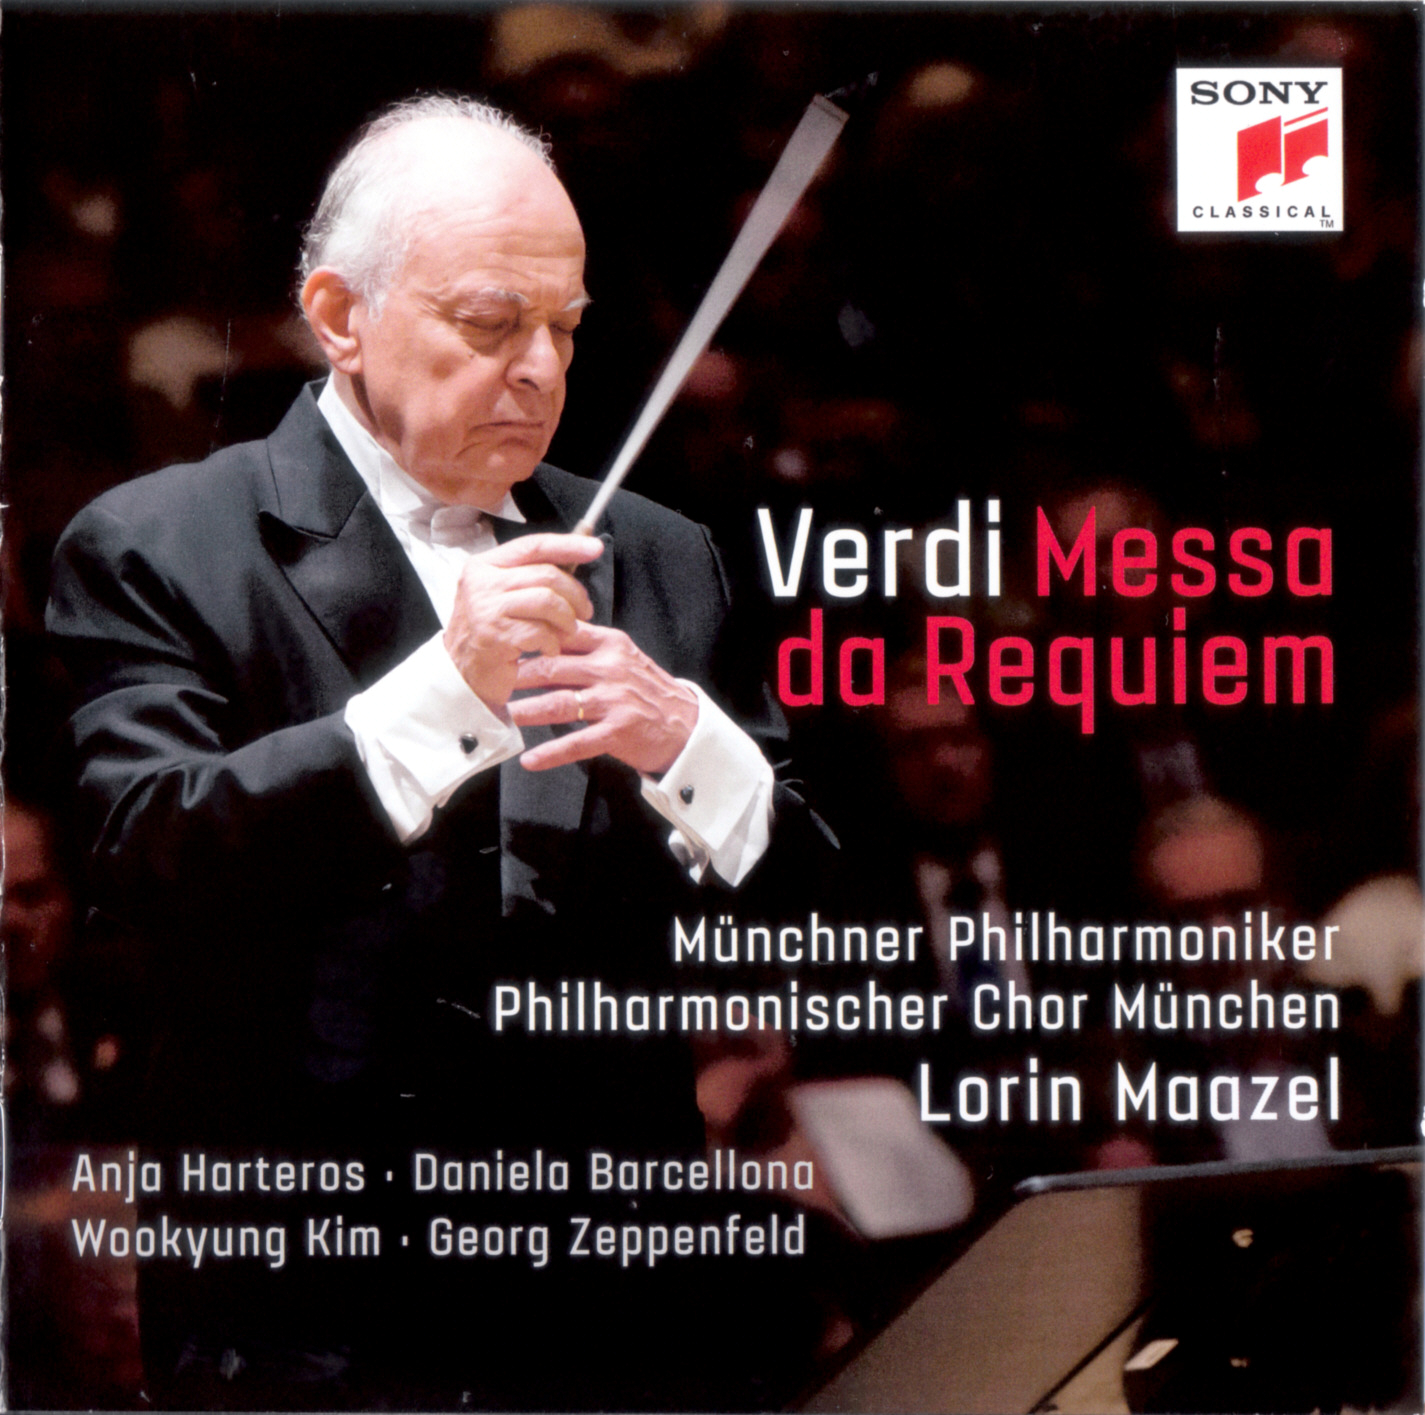 SONY
CLASSICAL
TM
Verdi Messa
da Requiem
Münchner Philharmoniker
Philharmonischer Chor München
Lorin Maazel
Anja Harteros · Daniela Barcellona
Wookyung Kim · Georg Zeppenfeld